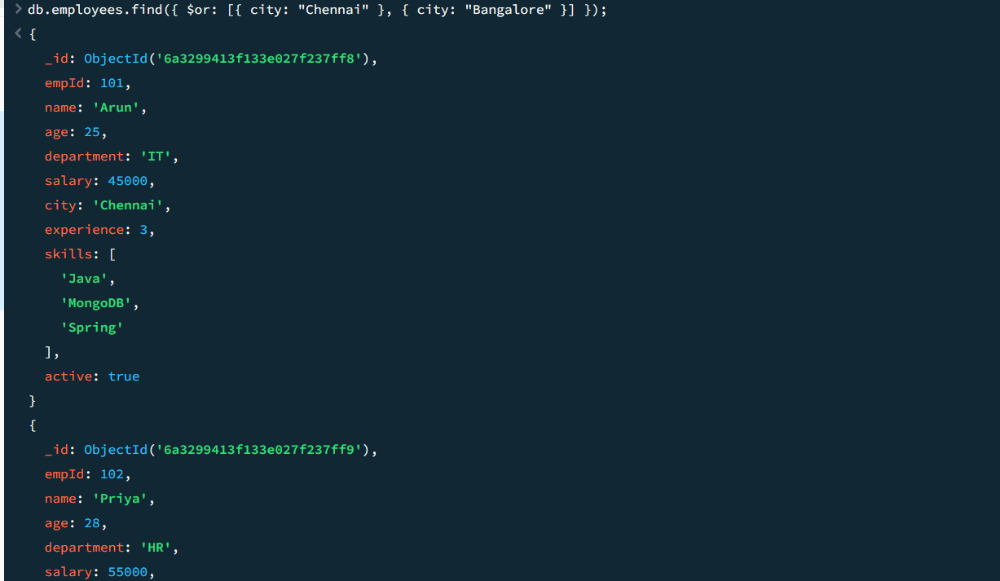 > db.employees.find({ $or: [{ city: "Chennai" }, { city: "Bangalore" }] });
< {
_id: ObjectId('6a3299413f133e027f237ff8'),
empId: 101,
name: 'Arun',
age: 25,
department: 'IT',
salary: 45000,
city: 'Chennai',
experience: 3,
skills: [
'Java',
'MongoDB',
'Spring'
],
active: true
}
{
_id: ObjectId('6a3299413f133e027f237ff9'),
empId: 102,
name: 'Priya',
age: 28,
department: 'HR',
salary: 55000,